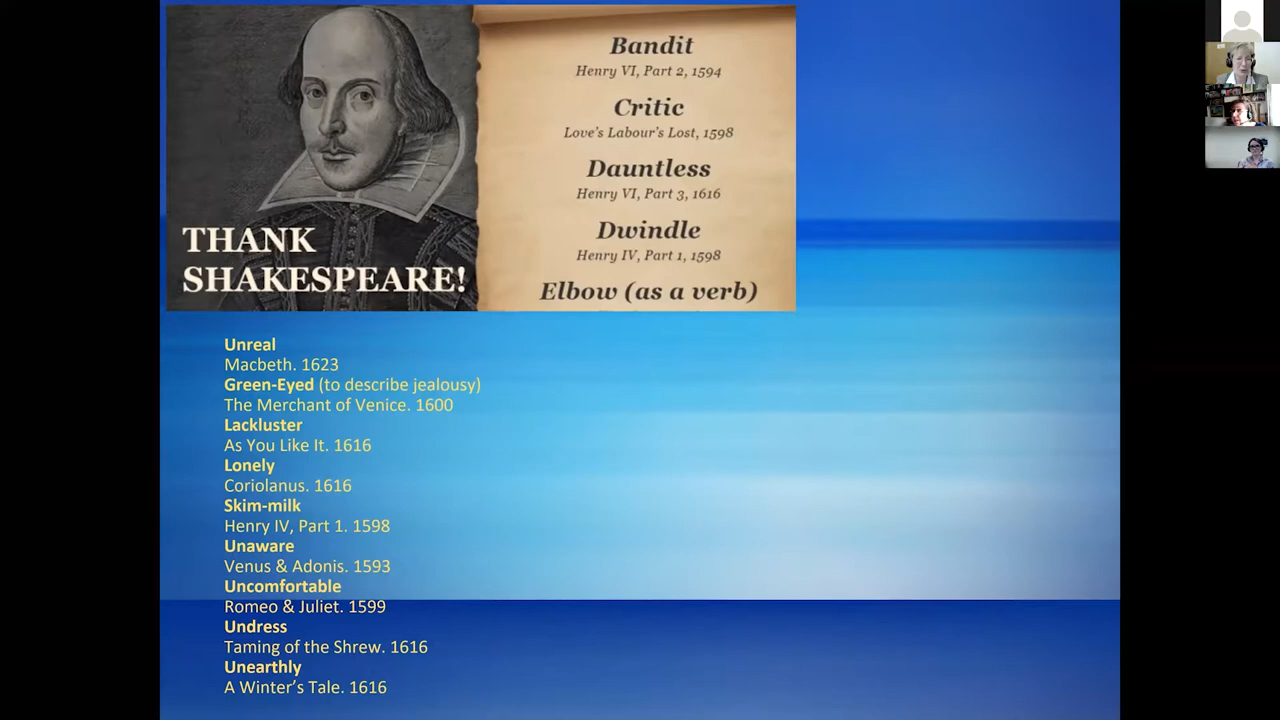 THANK
SHAKESPEARE!
Bandit
Henry VI, Part 2, 1594
Critic
Love's Labour's Lost, 1598
Dauntless
Henry VI, Part 3, 1616
Dwindle
Henry IV, Part 1, 1598
Elbow (as a verb)
Unreal
Macbeth. 1623
Green-Eyed (to describe jealousy)
The Merchant of Venice. 1600
Lackluster
As You Like It. 1616
Lonely
Coriolanus. 1616
Skim-milk
Henry IV, Part 1. 1598
Unaware
Venus & Adonis. 1593
Uncomfortable
Romeo & Juliet. 1599
Undress
Taming of the Shrew. 1616
Unearthly
A Winter’s Tale. 1616